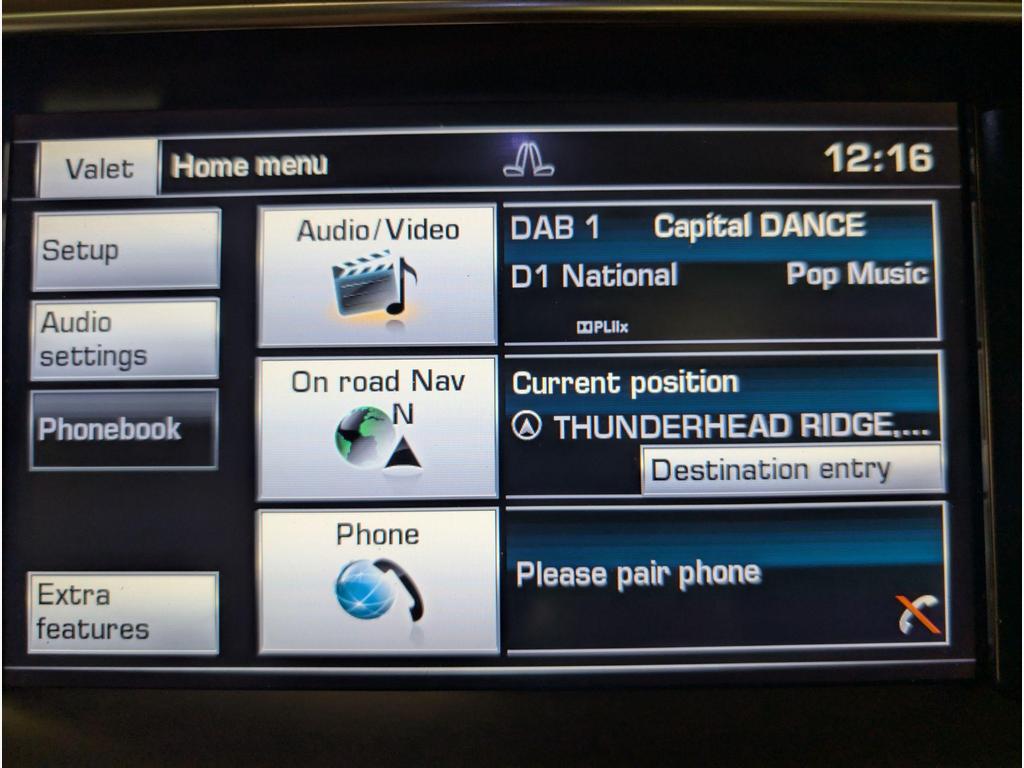 Valet
Home menu
12:16
Setup
Audio
settings
Phonebook
Extra
features
Audio/Video
On road Nav
N
Phone
DAB 1 Capital DANCE
D1 National Pop Music
PLIIx
Current position
THUNDERHEAD RIDGE,...
Destination entry
Please pair phone